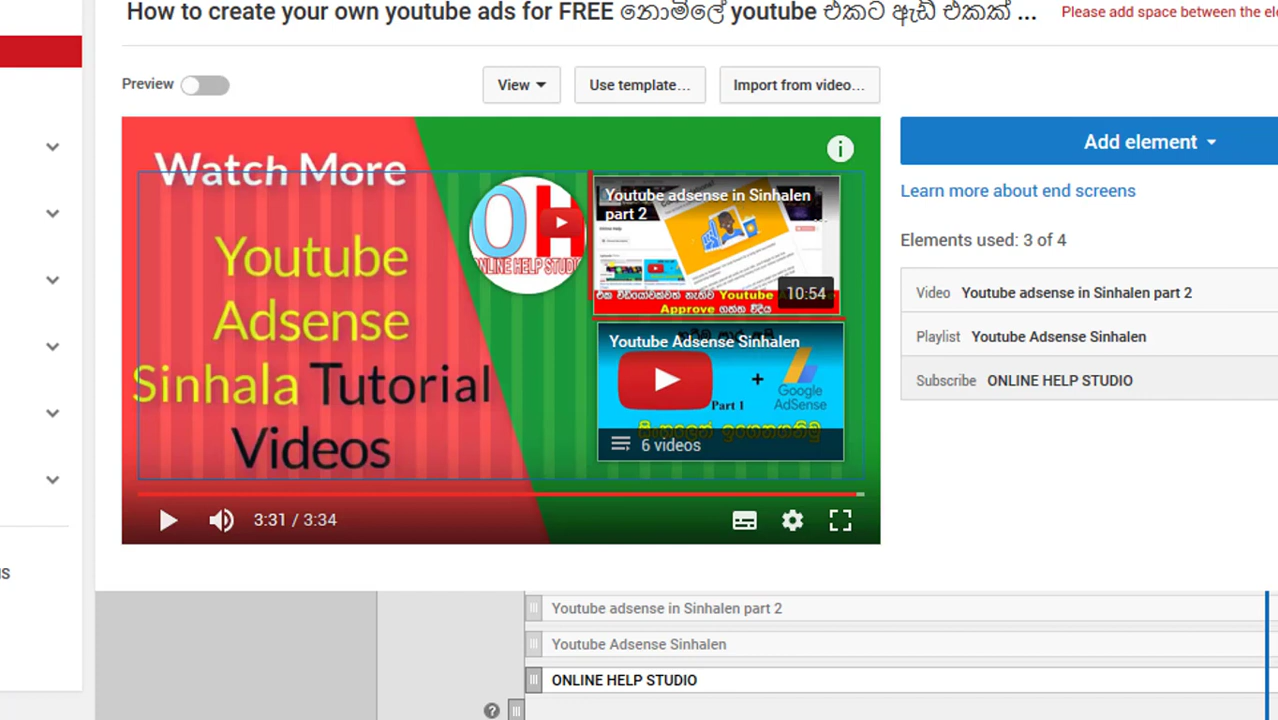 How to create your own youtube ads for FREE නොමිලේ youtube එකට ඇඩ් එකක් ...
Please add space between the el
Preview
View
Use template...
Import from video...
Add element
Learn more about end screens
Elements used: 3 of 4
Video Youtube adsense in Sinhalen part 2
Playlist Youtube Adsense Sinhalen
Subscribe ONLINE HELP STUDIO
Watch More
Youtube
Adsense
Sinhala Tutorial
Videos
OH
ONLINE HELP STUDIO
Youtube adsense in Sinhalen
part 2
10:54
Approve ගන්න විදිය
Youtube Adsense Sinhalen
+
Google
AdSense
Part 1
6 videos
3:31 / 3:34
Youtube adsense in Sinhalen part 2
Youtube Adsense Sinhalen
ONLINE HELP STUDIO
?